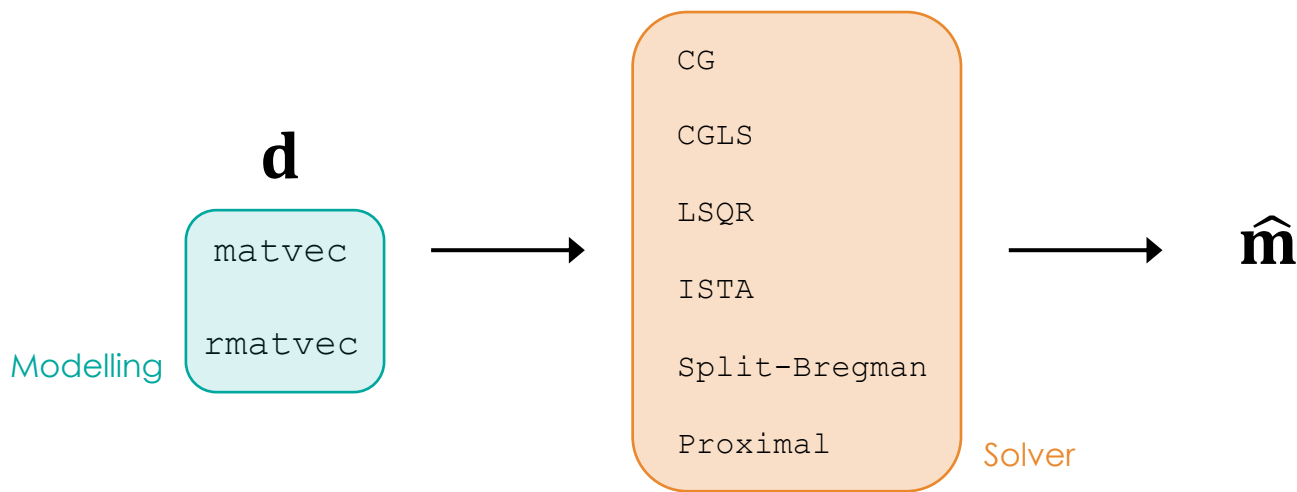 d
matvec
rmatvec
Modelling
CG
CGLS
LSQR
ISTA
Split-Bregman
Proximal
Solver
m̂